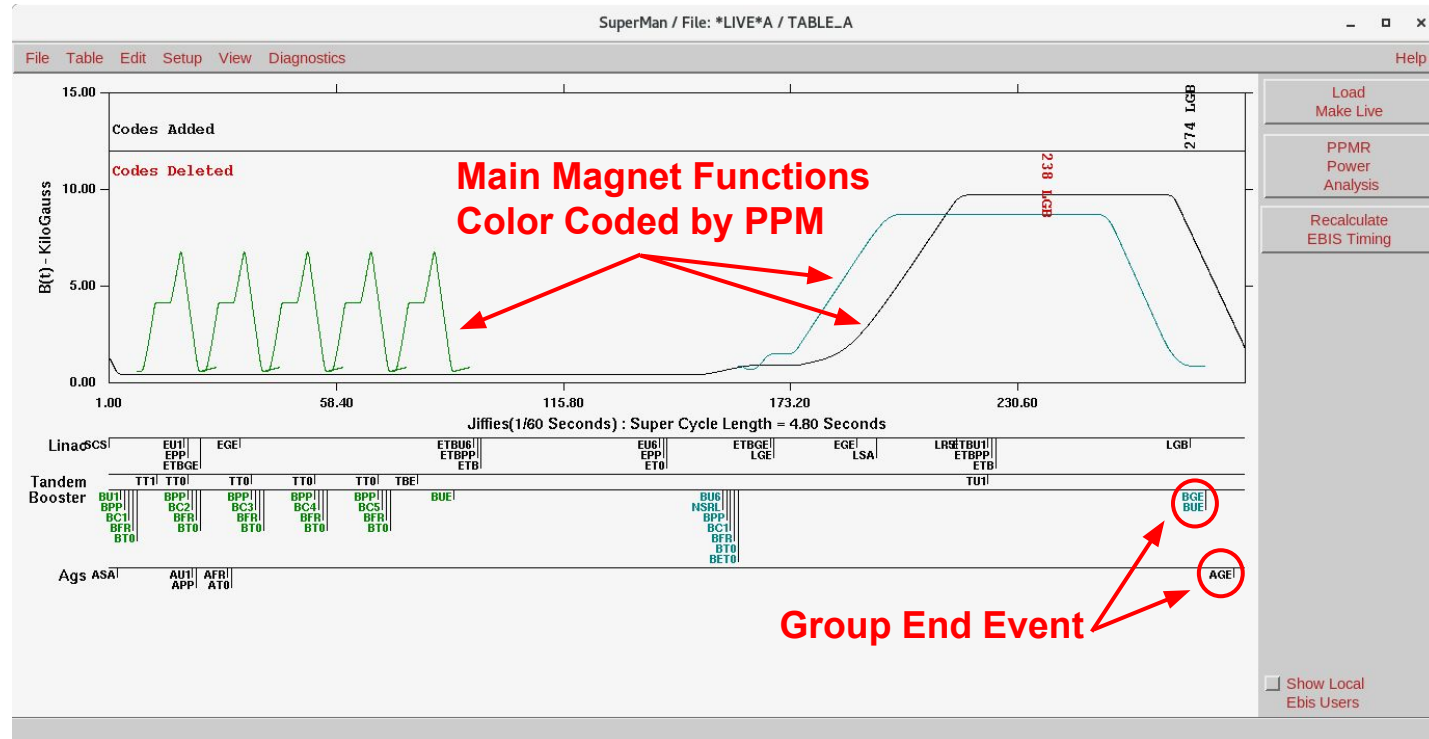 SuperMan / File: *LIVE*A / TABLE_A
File Table Edit Setup View Diagnostics Help
15.00
10.00
5.00
0.00
B(t) - KiloGauss
Codes Added
Codes Deleted
274 LGB
238 LGB
Main Magnet Functions
Color Coded by PPM
1.00 58.40 115.80 173.20 230.60
Jiffies(1/60 Seconds) : Super Cycle Length = 4.80 Seconds
Linac SCS EU1 EGE ETBU6 EU6 ETBGE EGE ETBU1 LGB
EPP ETBPP EPP LGE LSA ETBPP
ETBGE ETB ET0 ETB
Tandem TT1 TT0 TT0 TT0 TT0 TBE TU1
Booster BU1 BPP BPP BPP BPP BUE BU6 BGE
BPP BC2 BC3 BC4 BC5 NSRL BUE
BC1 BFR BFR BFR BFR BPP
BFR BT0 BT0 BT0 BT0 BC1
BT0 BFR
BT0
BET0
Ags ASA AU1 AFR AGE
APP AT0
Group End Event
Load
Make Live
PPMR
Power
Analysis
Recalculate
EBIS Timing
Show Local
Ebis Users